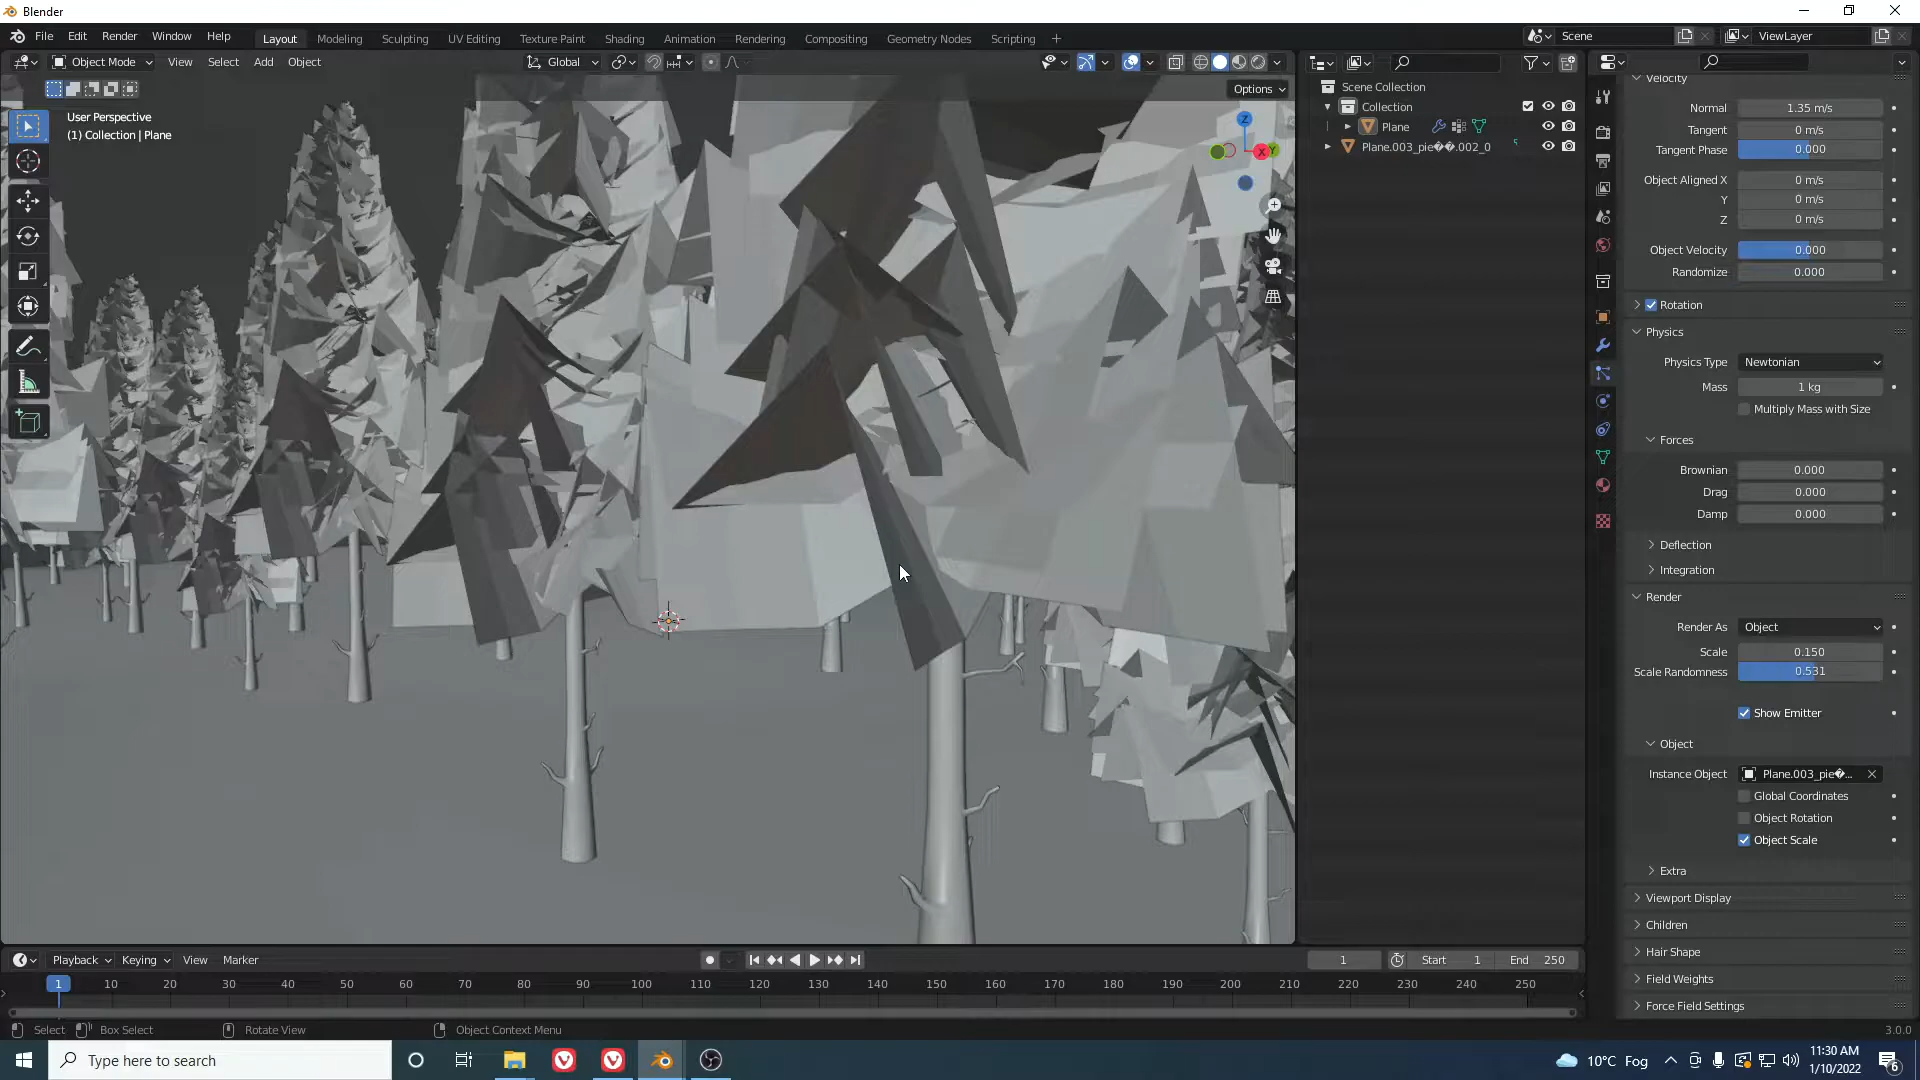 Blender
File Edit Render Window Help Layout Modeling Sculpting UV Editing Texture Paint Shading Animation Rendering Compositing Geometry Nodes Scripting + Scene ViewLayer
Object Mode View Select Add Object Global
Options
User Perspective
(1) Collection | Plane
Z
X
Y
Scene Collection
Collection
Plane
Plane.003_pie��.002_0
Velocity
Normal 1.35 m/s
Tangent 0 m/s
Tangent Phase 0.000
Object Aligned X 0 m/s
Y 0 m/s
Z 0 m/s
Object Velocity 0.000
Randomize 0.000
Rotation
Physics
Physics Type Newtonian
Mass 1 kg
Multiply Mass with Size
Forces
Brownian 0.000
Drag 0.000
Damp 0.000
Deflection
Integration
Render
Render As Object
Scale 0.150
Scale Randomness 0.531
Show Emitter
Object
Instance Object Plane.003_pie�...
Global Coordinates
Object Rotation
Object Scale
Extra
Viewport Display
Children
Hair Shape
Field Weights
Force Field Settings
Playback Keying View Marker 1 Start 1 End 250
1 10 20 30 40 50 60 70 80 90 100 110 120 130 140 150 160 170 180 190 200 210 220 230 240 250
Select Box Select Rotate View Object Context Menu 3.0.0
Type here to search 10°C Fog 11:30 AM
1/10/2022 6